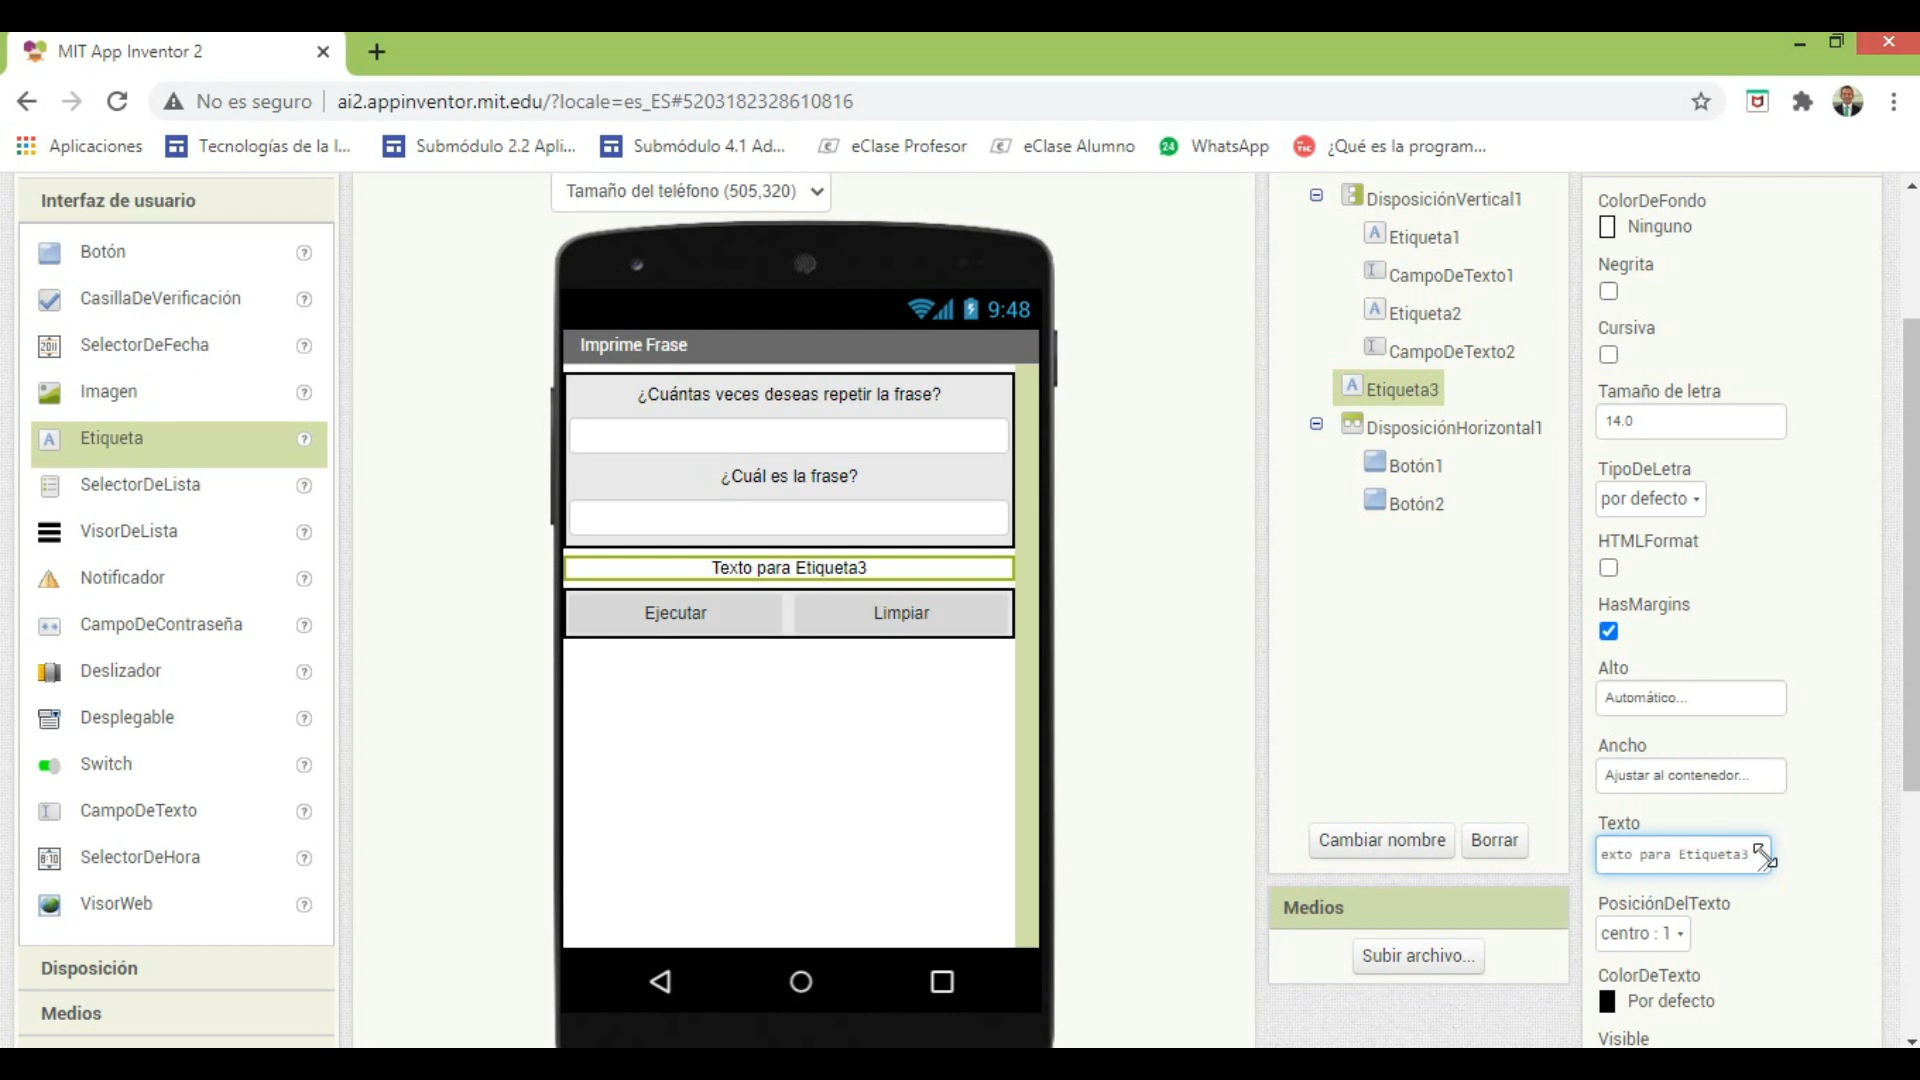 MIT App Inventor 2
No es seguro
ai2.appinventor.mit.edu/?locale=es_ES#5203182328610816
Aplicaciones
Tecnologías de la I...
Submódulo 2.2 Apli...
Submódulo 4.1 Ad...
eClase Profesor
eClase Alumno
24
WhatsApp
TIC
¿Qué es la program...
Interfaz de usuario
Botón
CasillaDeVerificación
SelectorDeFecha
Imagen
Etiqueta
SelectorDeLista
VisorDeLista
Notificador
CampoDeContraseña
Deslizador
Desplegable
Switch
CampoDeTexto
SelectorDeHora
VisorWeb
Disposición
Medios
Tamaño del teléfono (505,320)
9:48
Imprime Frase
¿Cuántas veces deseas repetir la frase?
¿Cuál es la frase?
Texto para Etiqueta3
Ejecutar
Limpiar
DisposiciónVertical1
Etiqueta1
CampoDeTexto1
Etiqueta2
CampoDeTexto2
Etiqueta3
DisposiciónHorizontal1
Botón1
Botón2
Cambiar nombre
Borrar
Medios
Subir archivo...
ColorDeFondo
Ninguno
Negrita
Cursiva
Tamaño de letra
14.0
TipoDeLetra
por defecto
HTMLFormat
HasMargins
Alto
Automático...
Ancho
Ajustar al contenedor...
Texto
exto para Etiqueta3
PosiciónDelTexto
centro : 1
ColorDeTexto
Por defecto
Visible